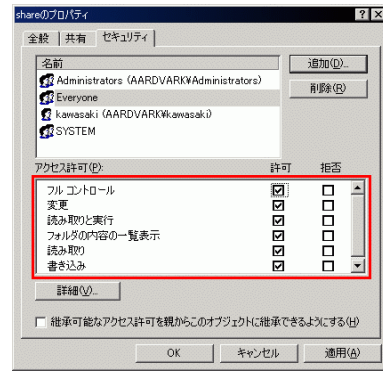 shareのプロパティ
全般 共有 セキュリティ
名前
追加(D)...
Administrators (AARDVARK¥Administrators)
削除(R)
Everyone
kawasaki (AARDVARK¥kawasaki)
SYSTEM
アクセス許可(P): 許可 拒否
フル コントロール
変更
読み取りと実行
フォルダの内容の一覧表示
読み取り
書き込み
詳細(V)...
継承可能なアクセス許可を親からこのオブジェクトに継承できるようにする(H)
OK キャンセル 適用(A)